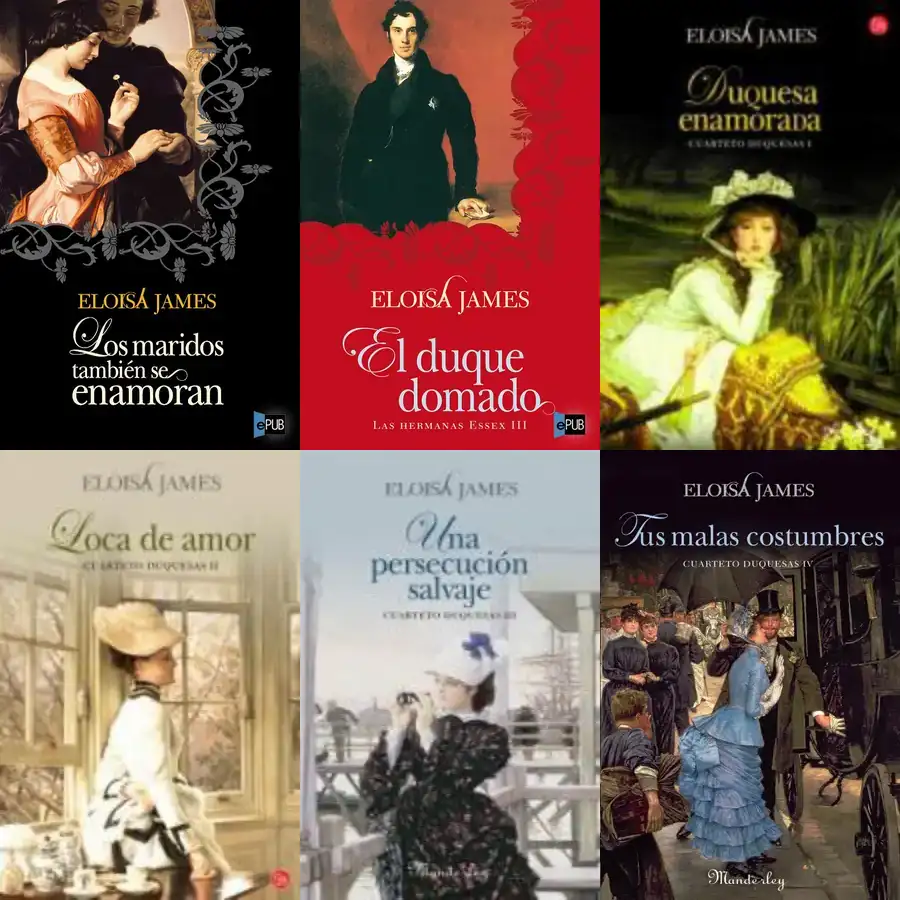 ELOISA JAMES
Los maridos
también se
enamoran
ePUB
ELOISA JAMES
El duque
domado
LAS HERMANAS ESSEX III
ePUB
ELOISA JAMES
Duquesa
enamorada
CUARTETO DUQUESAS I
ELOISA JAMES
Loca de amor
CUARTETO DUQUESAS II
ELOISA JAMES
Una
persecución
salvaje
CUARTETO DUQUESAS III
Manderley
ELOISA JAMES
Tus malas costumbres
CUARTETO DUQUESAS IV
Manderley